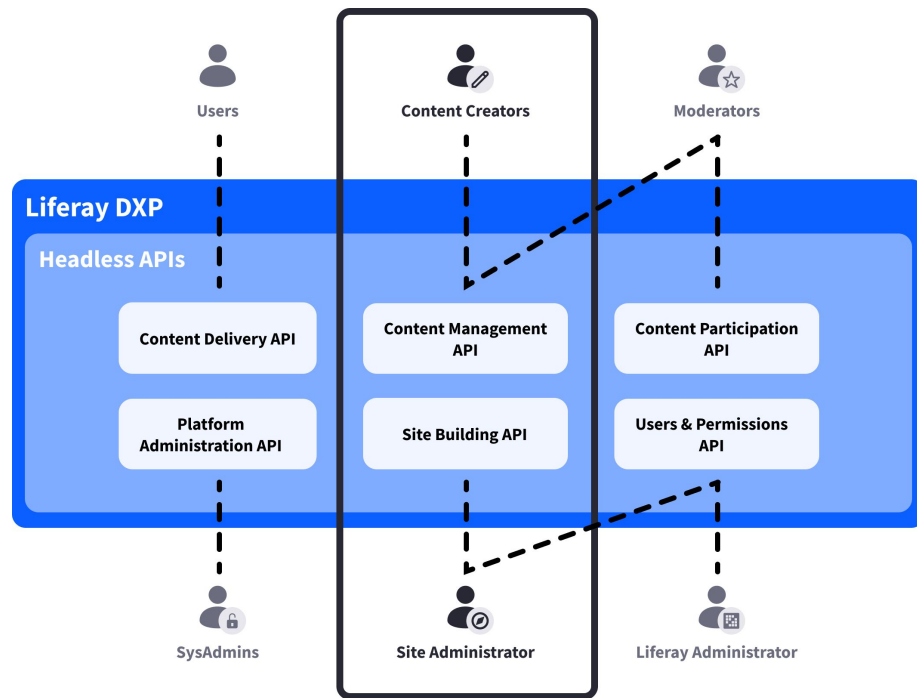 Users
Content Creators
Moderators
Liferay DXP
Headless APIs
Content Delivery API
Content Management
API
Content Participation
API
Platform
Administration API
Site Building API
Users & Permissions
API
SysAdmins
Site Administrator
Liferay Administrator